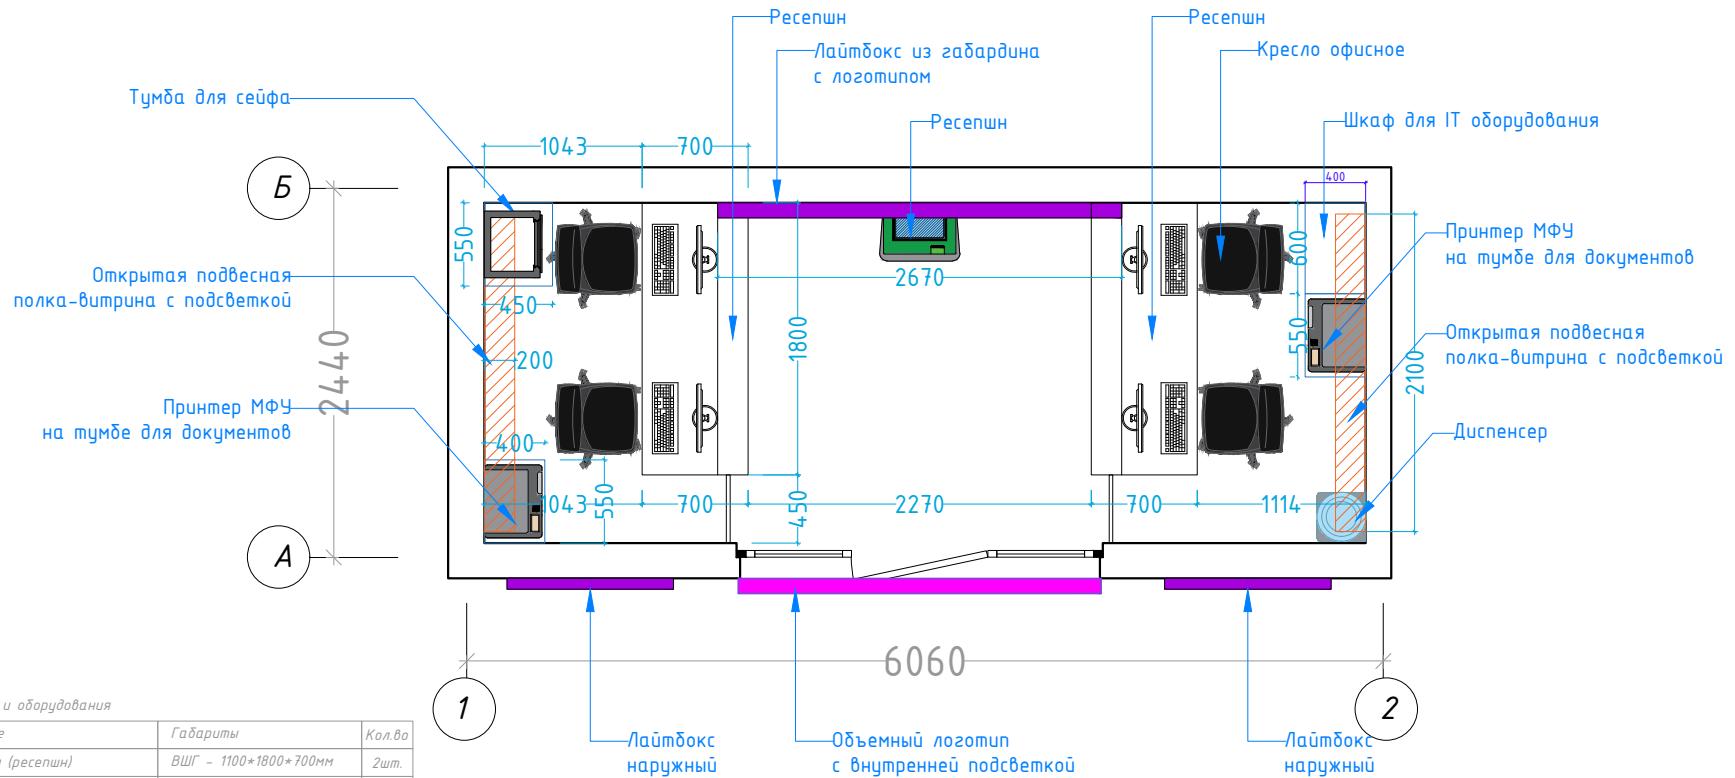 Ресепшн
Ресепшн
Лайтбокс из габардина
с логотипом
Кресло офисное
Тумба для сейфа
Ресепшн
Шкаф для IT оборудования
1043
700
400
Б
550
600
Принтер МФУ
на тумбе для документов
Открытая подвесная
полка-витрина с подсветкой
2670
450
1800
550
Открытая подвесная
полка-витрина с подсветкой
2440
200
2100
Принтер МФУ
на тумбе для документов
400
Диспенсер
1043
550
700
450
2270
700
1114
А
6060
1
2
и оборудования
е
Габариты
Кол.во
(ресепшн)
ВШГ - 1100*1800*700мм
2шт.
Лайтбокс
наружный
Объемный логотип
с внутренней подсветкой
Лайтбокс
наружный